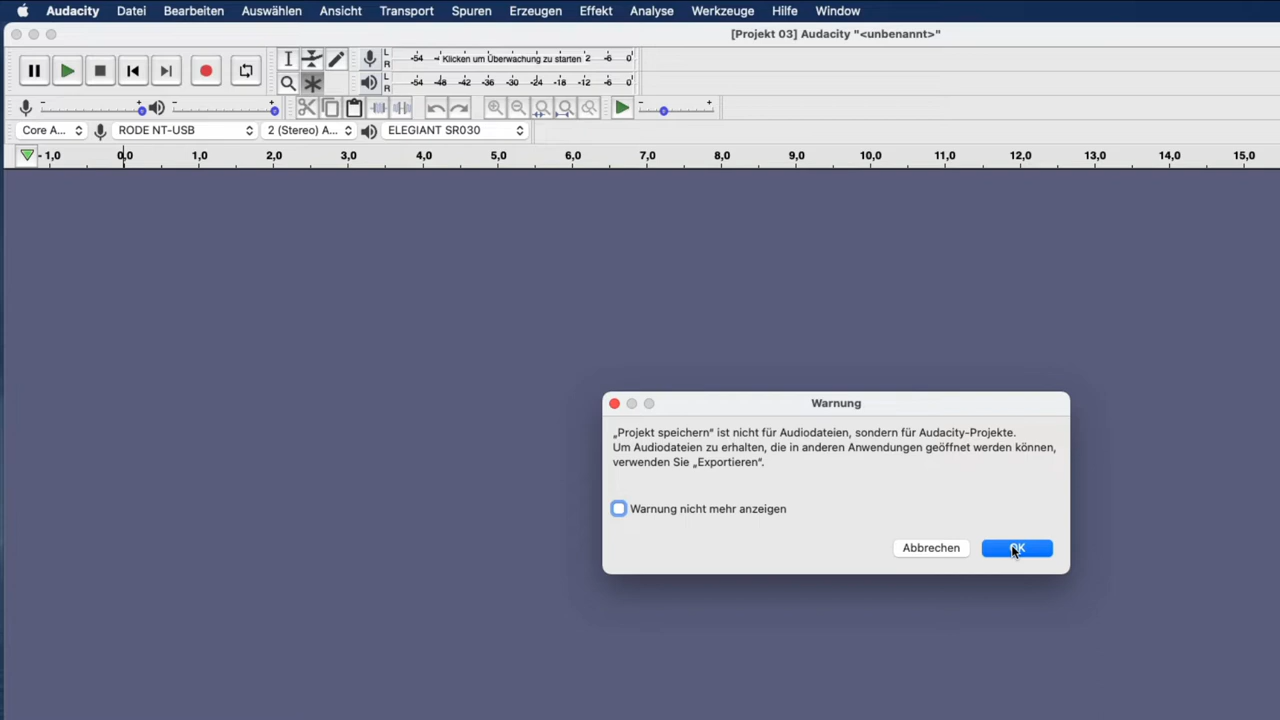 Audacity Datei Bearbeiten Auswählen Ansicht Transport Spuren Erzeugen Effekt Analyse Werkzeuge Hilfe Window
[Projekt 03] Audacity "<unbenannt>"
L R -54 -4 Klicken um Überwachung zu starten 2 -6 0
L R -54 -48 -42 -36 -30 -24 -18 -12 -6 0
- + - + - +
Core A... RODE NT-USB 2 (Stereo) A... ELEGIANT SR030
- 1,0 0,0 1,0 2,0 3,0 4,0 5,0 6,0 7,0 8,0 9,0 10,0 11,0 12,0 13,0 14,0 15,0
Warnung
„Projekt speichern“ ist nicht für Audiodateien, sondern für Audacity-Projekte.
Um Audiodateien zu erhalten, die in anderen Anwendungen geöffnet werden können,
verwenden Sie „Exportieren“.
Warnung nicht mehr anzeigen
Abbrechen OK